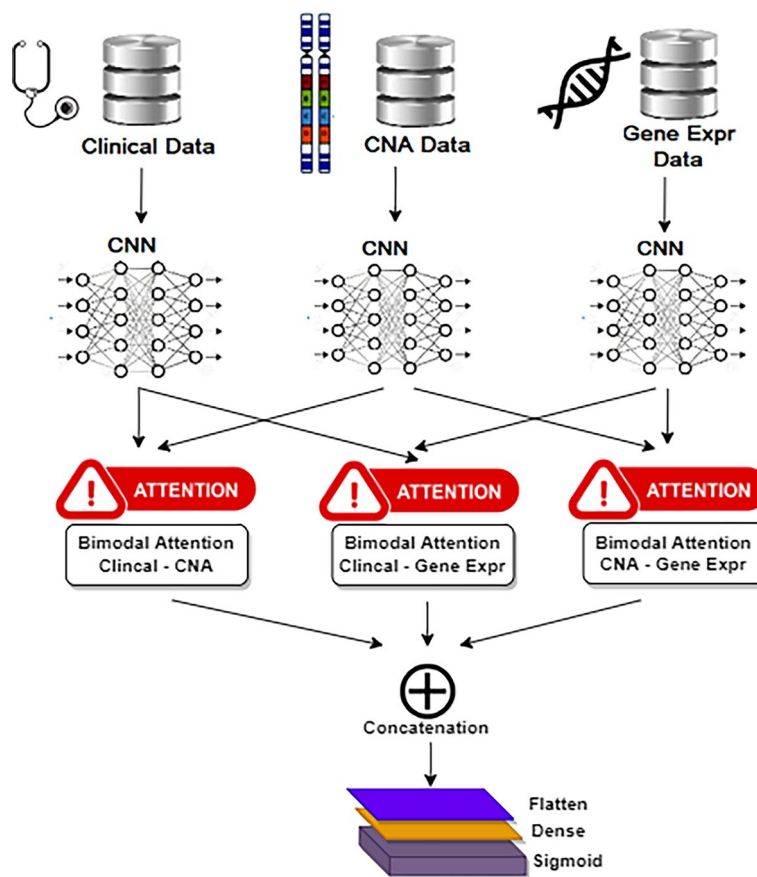 Clinical Data
CNA Data
Gene Expr
Data
CNN
CNN
CNN
ATTENTION
ATTENTION
ATTENTION
Bimodal Attention
Clincal - CNA
Bimodal Attention
Clincal - Gene Expr
Bimodal Attention
CNA - Gene Expr
Concatenation
Flatten
Dense
Sigmoid